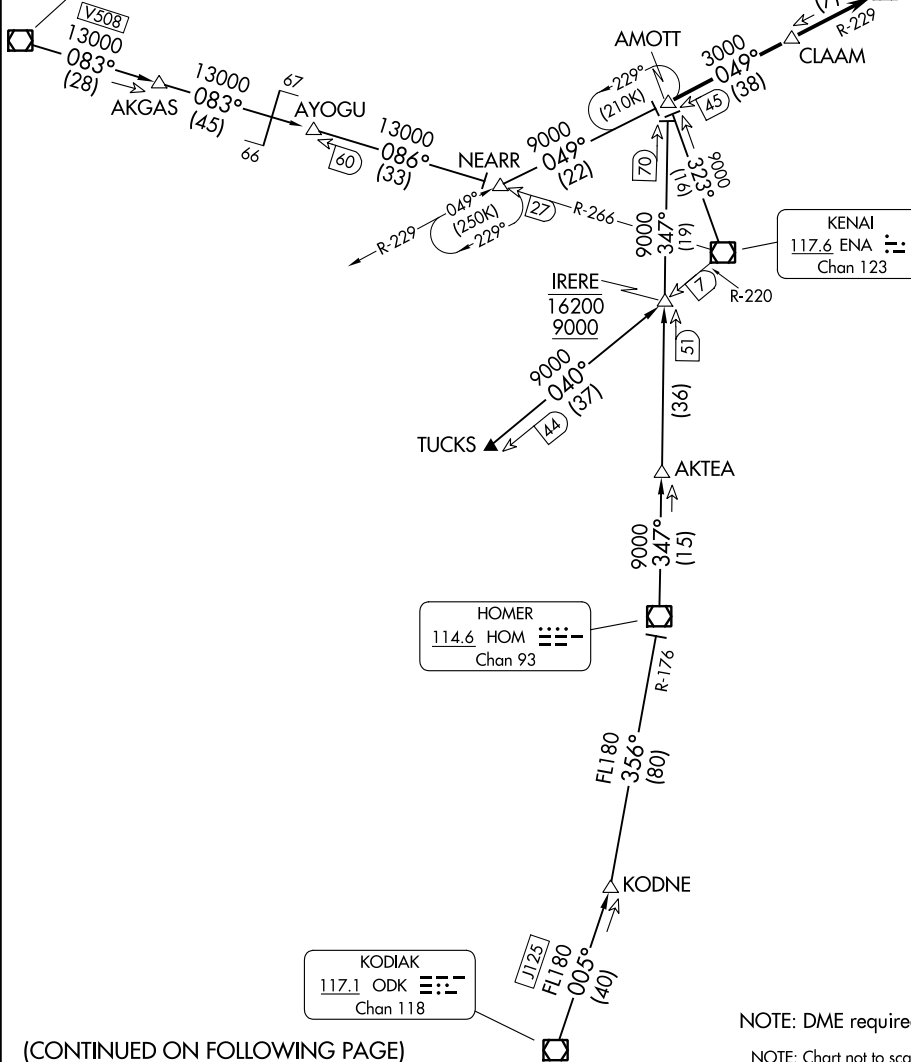 V508
13000
083°
(28)
AKGAS
13000
083°
(45)
67
66
AYOGU
60
13000
086°
(33)
NEARR
R-229
049°
(250K)
229°
27
R-266
9000
049°
(22)
229°
(210K)
AMOTT
3000
049°
(38)
45
CLAAM
R-229
70
9000
347°
(19)
9000
323°
(16)
KENAI
117.6 ENA
Chan 123
7
R-220
IRERE
16200
9000
51
9000
040°
(37)
44
TUCKS
(36)
AKTEA
9000
347°
(15)
HOMER
114.6 HOM
Chan 93
R-176
FL180
356°
(80)
KODNE
J125
FL180
005°
(40)
KODIAK
117.1 ODK
Chan 118
NOTE: DME require
(CONTINUED ON FOLLOWING PAGE)
NOTE: Chart not to sca